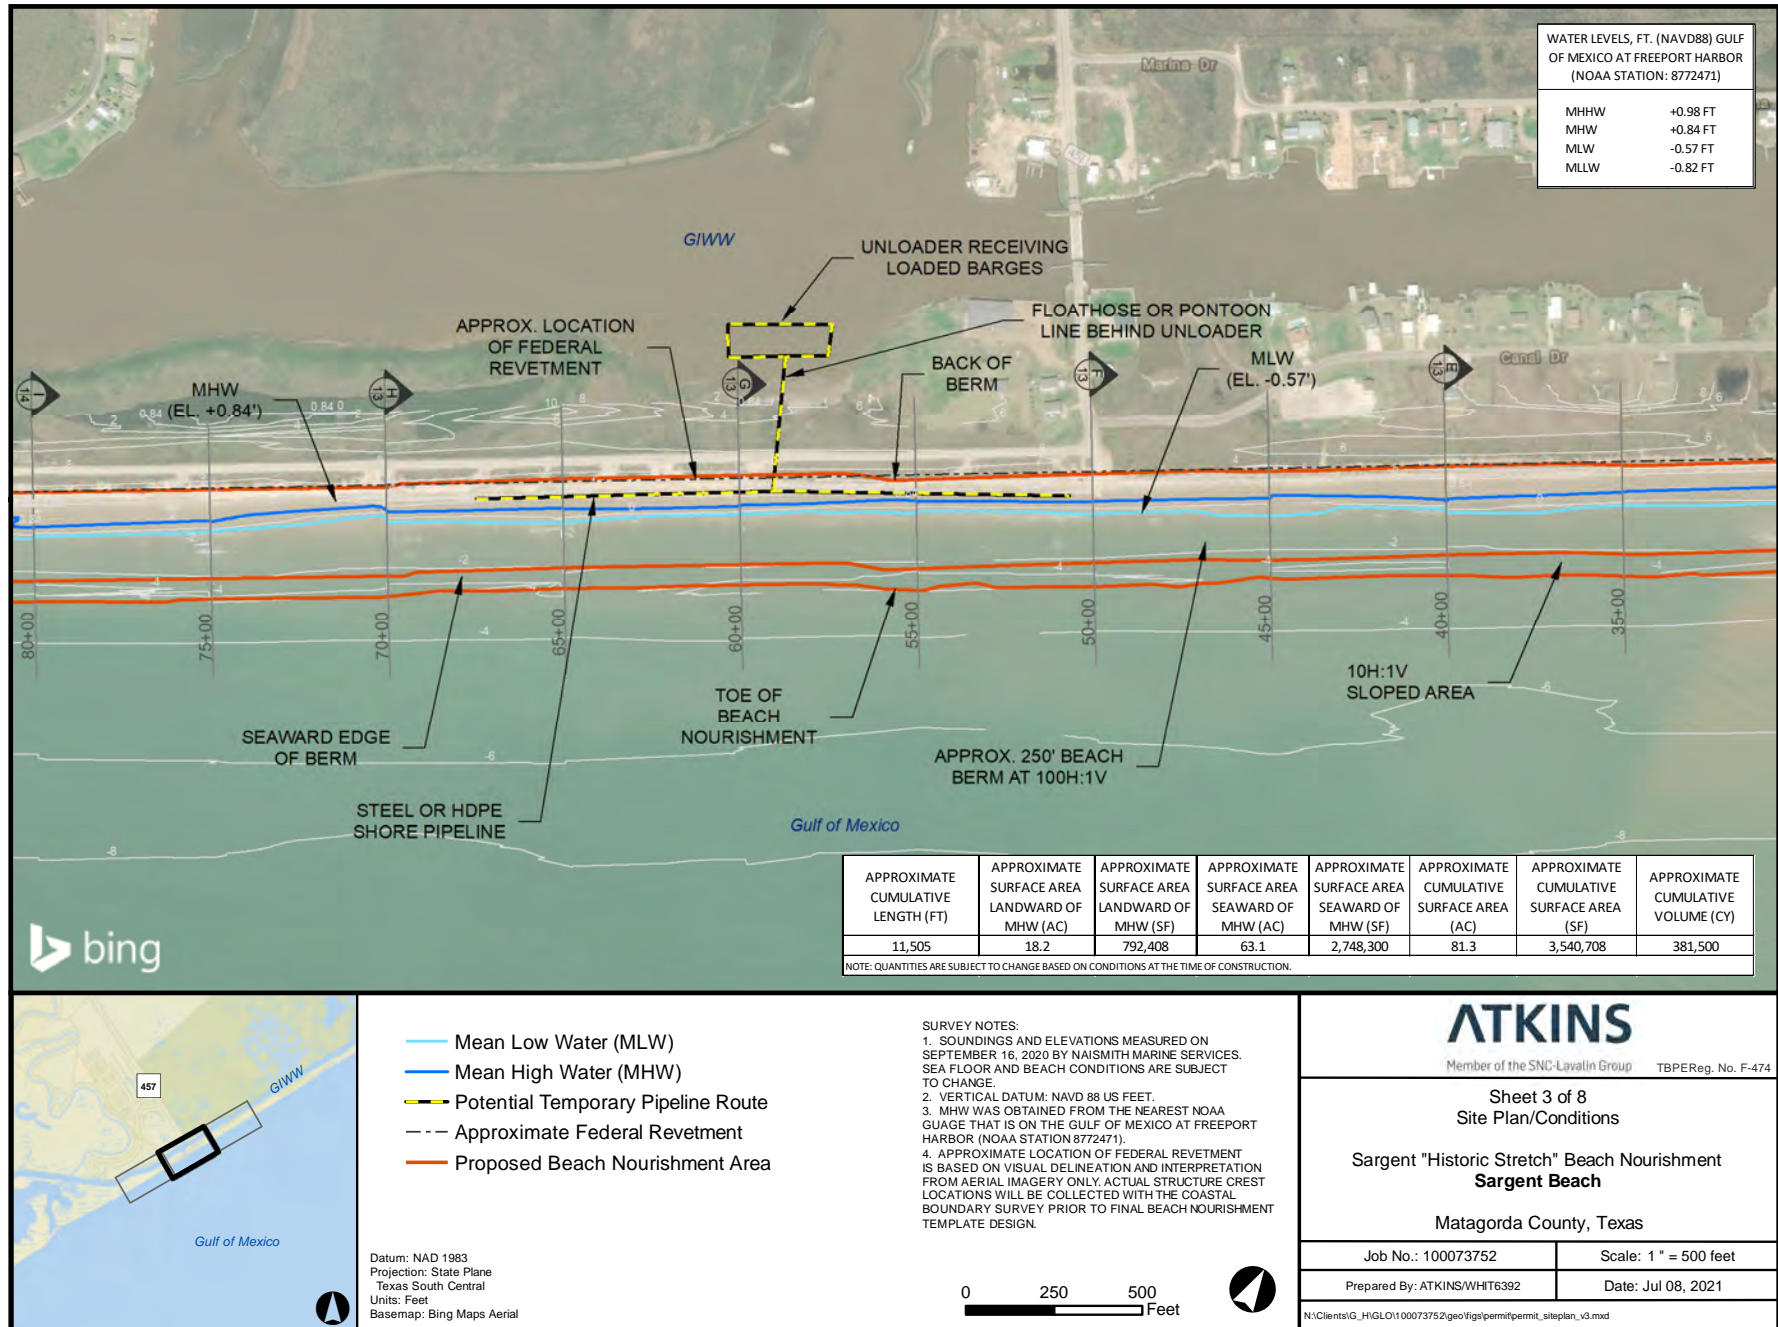 WATER LEVELS, FT. (NAVD88) GULF
OF MEXICO AT FREEPORT HARBOR
(NOAA STATION: 8772471)
MHHW +0.98 FT
MHW +0.84 FT
MLW -0.57 FT
MLLW -0.82 FT
Marina Dr
457
GIWW
UNLOADER RECEIVING
LOADED BARGES
FLOATHOSE OR PONTOON
LINE BEHIND UNLOADER
APPROX. LOCATION
OF FEDERAL
REVETMENT
BACK OF
BERM
MLW
(EL. -0.57')
MHW
(EL. +0.84')
Canal Dr
I
14
H
13
G
13
F
13
E
13
80+00
75+00
70+00
65+00
60+00
55+00
50+00
45+00
40+00
35+00
SEAWARD EDGE
OF BERM
STEEL OR HDPE
SHORE PIPELINE
TOE OF
BEACH
NOURISHMENT
APPROX. 250' BEACH
BERM AT 100H:1V
10H:1V
SLOPED AREA
Gulf of Mexico
bing
APPROXIMATE CUMULATIVE LENGTH (FT)
APPROXIMATE SURFACE AREA LANDWARD OF MHW (AC)
APPROXIMATE SURFACE AREA LANDWARD OF MHW (SF)
APPROXIMATE SURFACE AREA SEAWARD OF MHW (AC)
APPROXIMATE SURFACE AREA SEAWARD OF MHW (SF)
APPROXIMATE CUMULATIVE SURFACE AREA (AC)
APPROXIMATE CUMULATIVE SURFACE AREA (SF)
APPROXIMATE CUMULATIVE VOLUME (CY)
11,505 18.2 792,408 63.1 2,748,300 81.3 3,540,708 381,500
NOTE: QUANTITIES ARE SUBJECT TO CHANGE BASED ON CONDITIONS AT THE TIME OF CONSTRUCTION.
457
GIWW
Gulf of Mexico
Mean Low Water (MLW)
Mean High Water (MHW)
Potential Temporary Pipeline Route
Approximate Federal Revetment
Proposed Beach Nourishment Area
Datum: NAD 1983
Projection: State Plane
Texas South Central
Units: Feet
Basemap: Bing Maps Aerial
SURVEY NOTES:
1. SOUNDINGS AND ELEVATIONS MEASURED ON
SEPTEMBER 16, 2020 BY NAISMITH MARINE SERVICES.
SEA FLOOR AND BEACH CONDITIONS ARE SUBJECT
TO CHANGE.
2. VERTICAL DATUM: NAVD 88 US FEET.
3. MHW WAS OBTAINED FROM THE NEAREST NOAA
GUAGE THAT IS ON THE GULF OF MEXICO AT FREEPORT
HARBOR (NOAA STATION 8772471).
4. APPROXIMATE LOCATION OF FEDERAL REVETMENT
IS BASED ON VISUAL DELINEATION AND INTERPRETATION
FROM AERIAL IMAGERY ONLY. ACTUAL STRUCTURE CREST
LOCATIONS WILL BE COLLECTED WITH THE COASTAL
BOUNDARY SURVEY PRIOR TO FINAL BEACH NOURISHMENT
TEMPLATE DESIGN.
0 250 500
Feet
ATKINS
Member of the SNC-Lavalin Group TBPEReg. No. F-474
Sheet 3 of 8
Site Plan/Conditions
Sargent "Historic Stretch" Beach Nourishment
Sargent Beach
Matagorda County, Texas
Job No.: 100073752 Scale: 1 " = 500 feet
Prepared By: ATKINS/WHIT6392 Date: Jul 08, 2021
N:\Clients\G_H\GLO\100073752\geo\figs\permit\permit_siteplan_v3.mxd